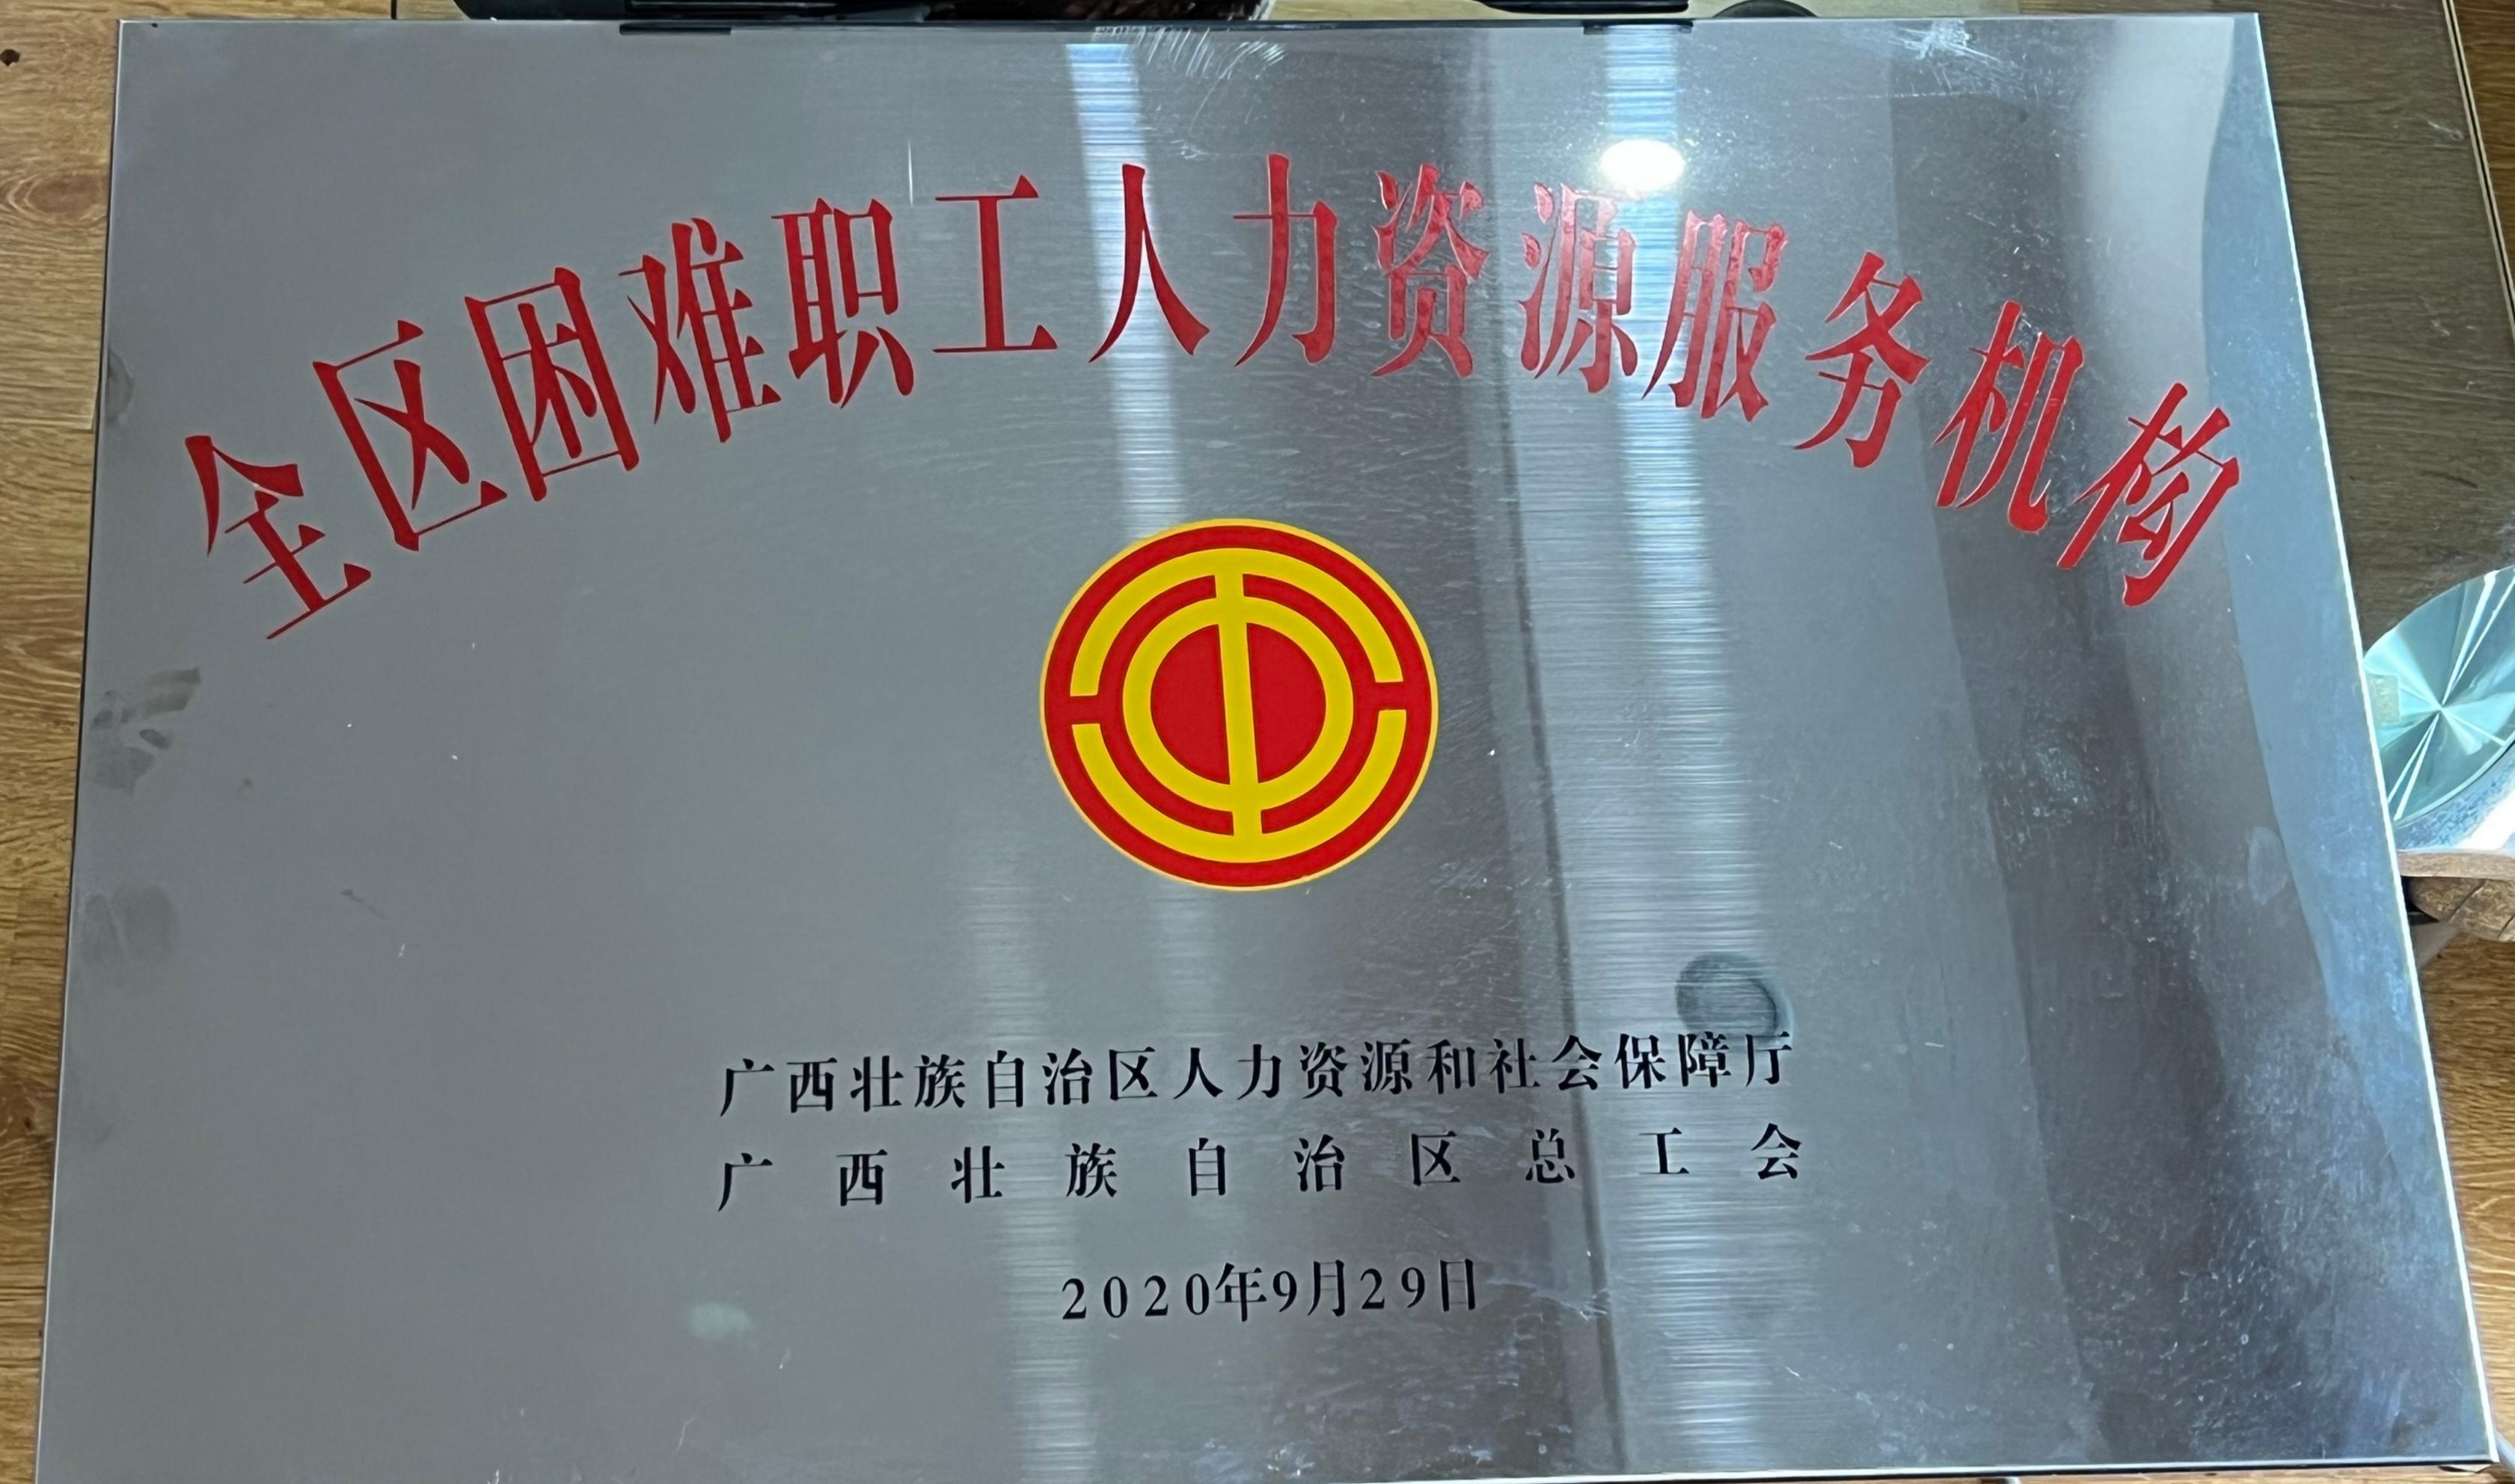 全区困难职工人力资源服务机构
广西壮族自治区人力资源和社会保障厅
广西壮族自治区总工会
2020年9月29日